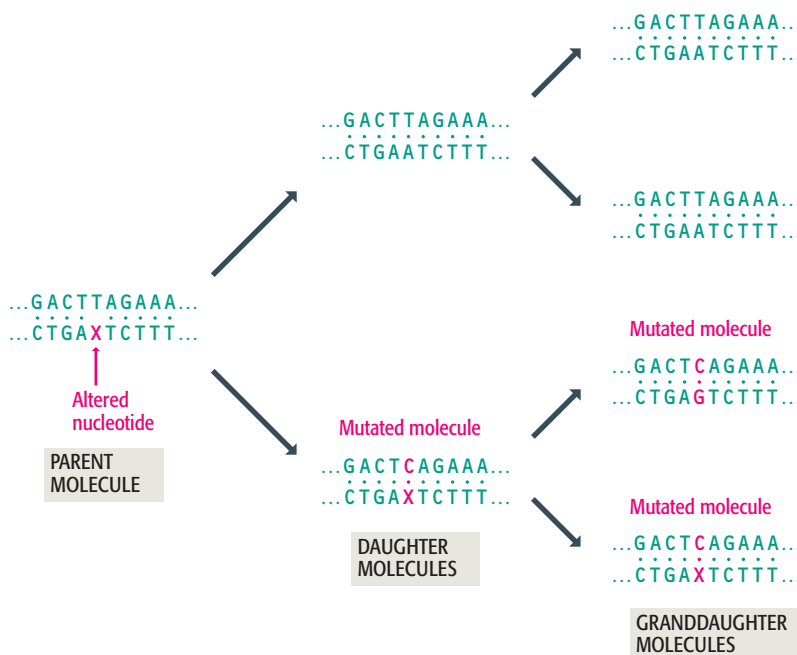 ...GACTTAGAAA...
...CTGAXTCTTT...
Altered
nucleotide
PARENT
MOLECULE
...GACTTAGAAA...
...CTGAATCTTT...
Mutated molecule
...GACTCAGAAA...
...CTGAXTCTTT...
DAUGHTER
MOLECULES
...GACTTAGAAA...
...CTGAATCTTT...
...GACTTAGAAA...
...CTGAATCTTT...
Mutated molecule
...GACTCAGAAA...
...CTGAGTCTTT...
Mutated molecule
...GACTCAGAAA...
...CTGAXTCTTT...
GRANDDAUGHTER
MOLECULES